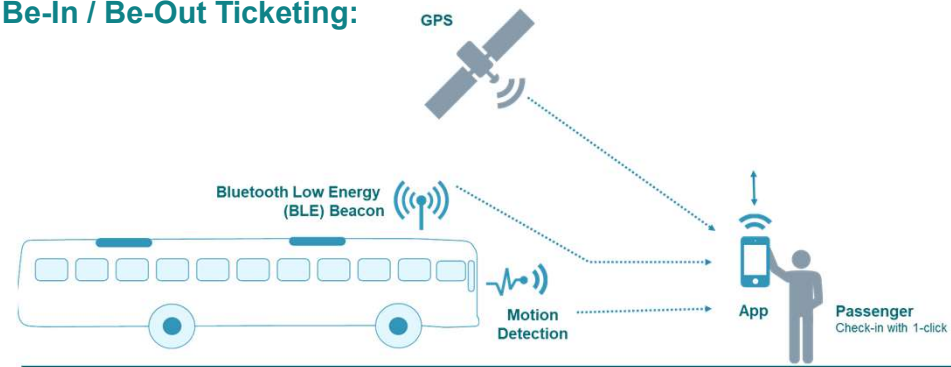 Be-In / Be-Out Ticketing:
GPS
Bluetooth Low Energy
(BLE) Beacon
Motion
Detection
App
Passenger
Check-in with 1-click